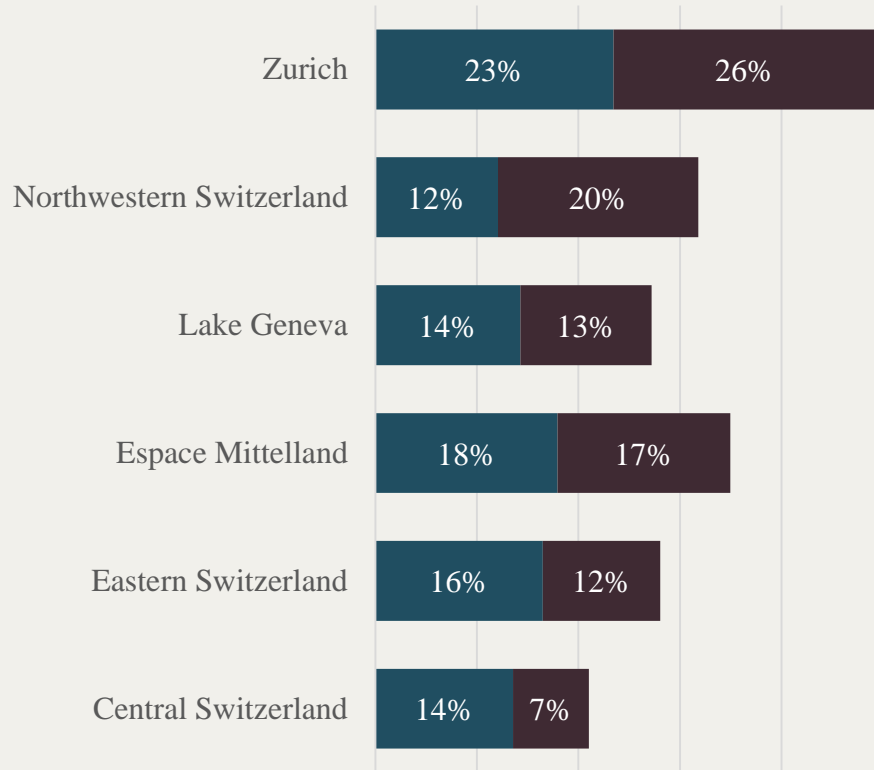 Zurich 23% 26%
Northwestern Switzerland 12% 20%
Lake Geneva 14% 13%
Espace Mittelland 18% 17%
Eastern Switzerland 16% 12%
Central Switzerland 14% 7%